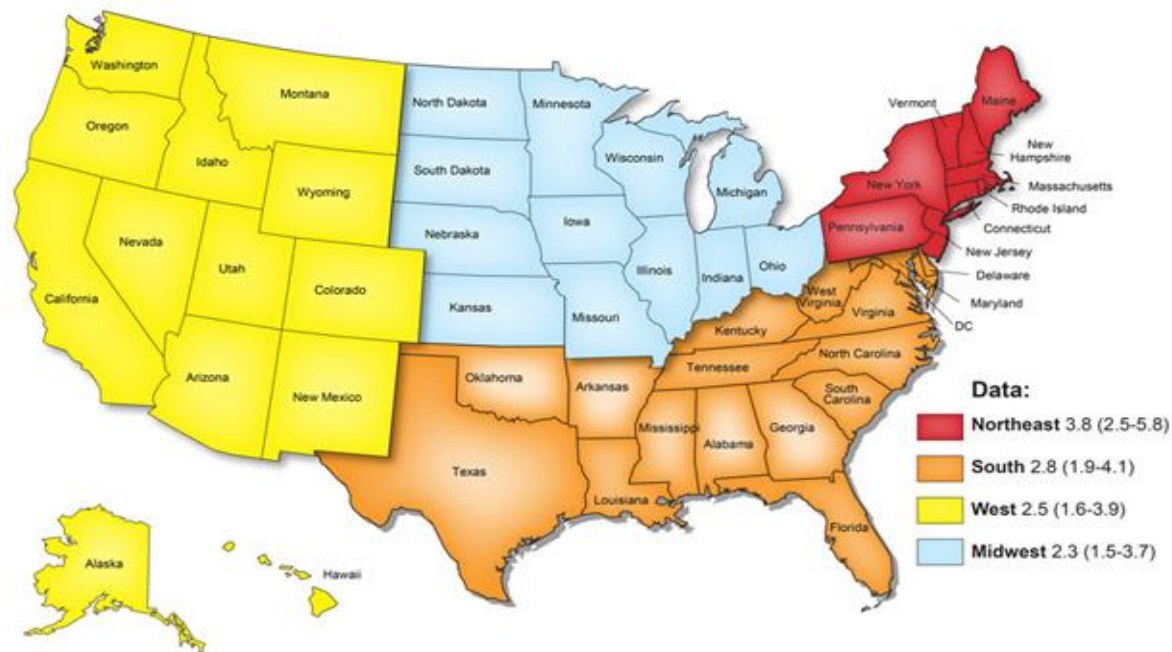 Washington
Montana
North Dakota
Minnesota
Vermont
Maine
Oregon
Idaho
Wyoming
South Dakota
Wisconsin
Michigan
New York
New
Hampshire
Massachusetts
Rhode Island
Connecticut
Nevada
Utah
Colorado
Nebraska
Iowa
Illinois
Indiana
Ohio
Pennsylvania
New Jersey
California
Kansas
Missouri
West
Virginia
Virginia
Delaware
Maryland
DC
Kentucky
Arizona
New Mexico
Oklahoma
Arkansas
Tennessee
North Carolina
South
Carolina
Texas
Louisiana
Mississippi
Alabama
Georgia
Florida
Alaska
Hawaii
Data:
Northeast 3.8 (2.5-5.8)
South 2.8 (1.9-4.1)
West 2.5 (1.6-3.9)
Midwest 2.3 (1.5-3.7)